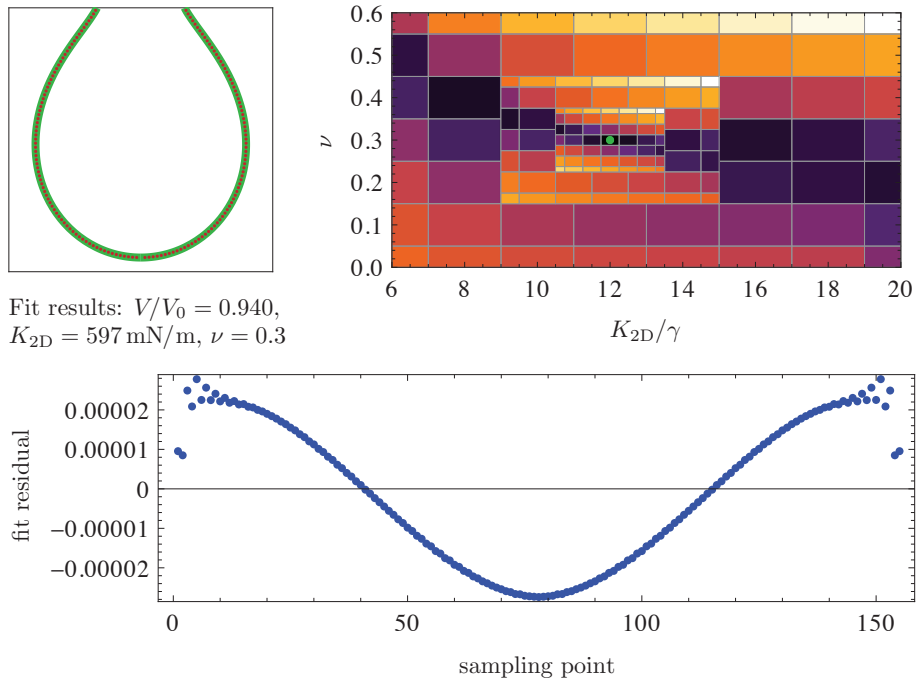 0.6
0.5
0.4
0.3
0.2
0.1
0.0
ν
6 8 10 12 14 16 18 20
K2D/γ
Fit results: V/V0 = 0.940,
K2D = 597 mN/m, ν = 0.3
0.00002
0.00001
0
−0.00001
−0.00002
fit residual
0 50 100 150
sampling point